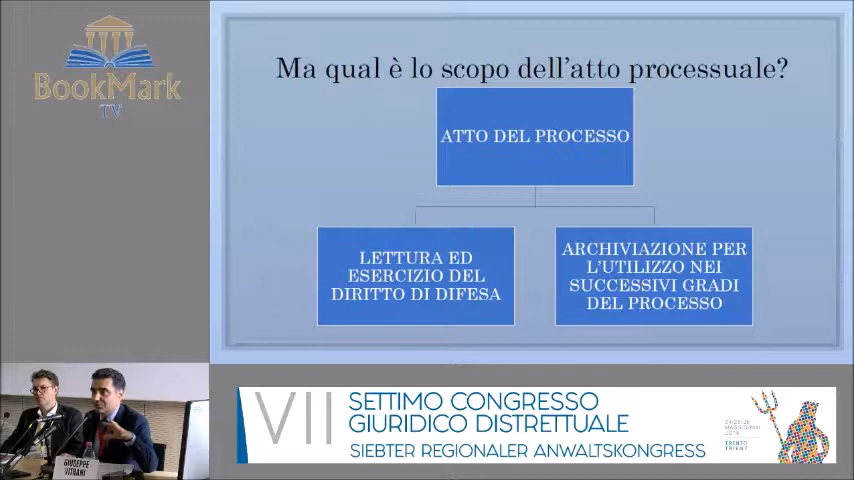 BookMark
TV
Ma qual è lo scopo dell'atto processuale?
ATTO DEL PROCESSO
LETTURA ED
ESERCIZIO DEL
DIRITTO DI DIFESA
ARCHIVIAZIONE PER
L'UTILIZZO NEI
SUCCESSIVI GRADI
DEL PROCESSO
GIUSEPPE
VITRANI
VII
SETTIMO CONGRESSO
GIURIDICO DISTRETTUALE
SIEBTER REGIONALER ANWALTSKONGRESS
TRENTO
TRIENT